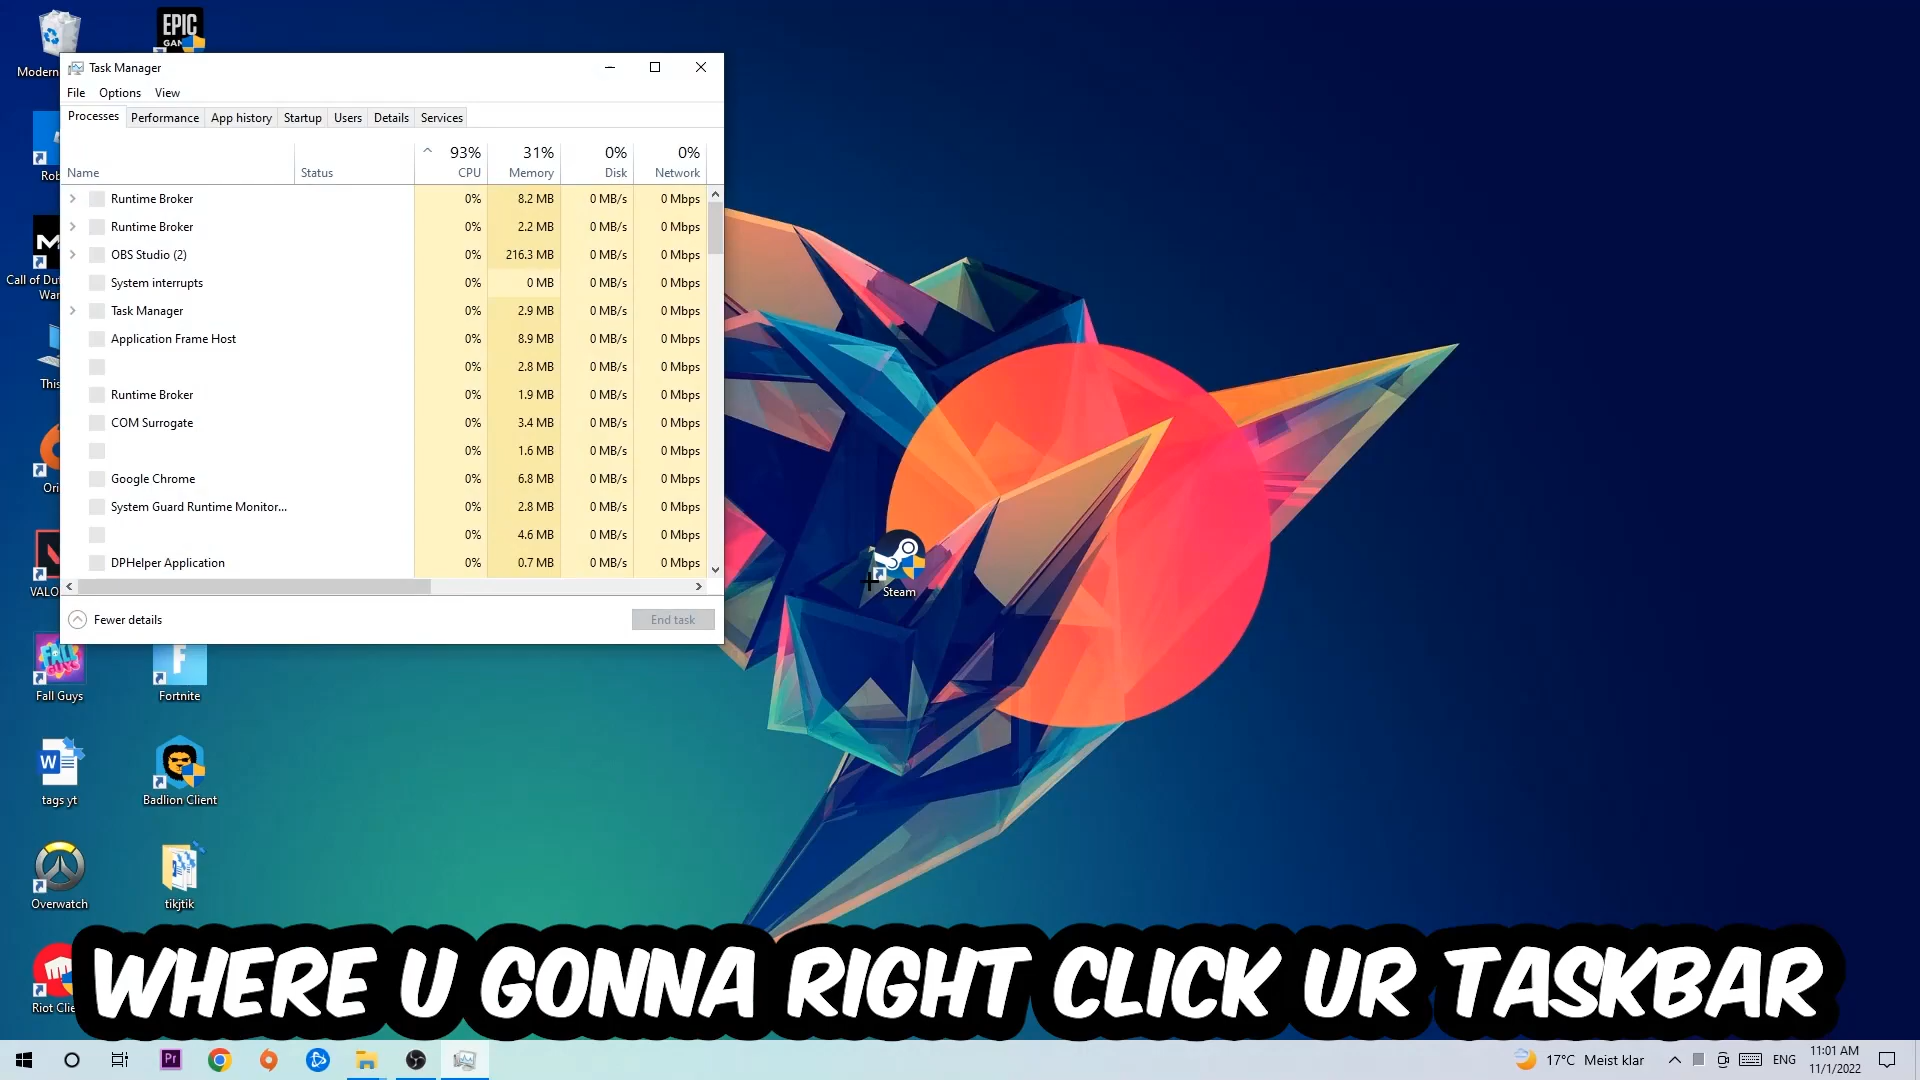 EPIC
GAMES
Modern
Task Manager
File Options View
Processes Performance App history Startup Users Details Services
93% 31% 0% 0%
Name Status CPU Memory Disk Network
Runtime Broker 0% 8.2 MB 0 MB/s 0 Mbps
Runtime Broker 0% 2.2 MB 0 MB/s 0 Mbps
OBS Studio (2) 0% 216.3 MB 0 MB/s 0 Mbps
System interrupts 0% 0 MB 0 MB/s 0 Mbps
Task Manager 0% 2.9 MB 0 MB/s 0 Mbps
Application Frame Host 0% 8.9 MB 0 MB/s 0 Mbps
0% 2.8 MB 0 MB/s 0 Mbps
Runtime Broker 0% 1.9 MB 0 MB/s 0 Mbps
COM Surrogate 0% 3.4 MB 0 MB/s 0 Mbps
0% 1.6 MB 0 MB/s 0 Mbps
Google Chrome 0% 6.8 MB 0 MB/s 0 Mbps
System Guard Runtime Monitor... 0% 2.8 MB 0 MB/s 0 Mbps
0% 4.6 MB 0 MB/s 0 Mbps
DPHelper Application 0% 0.7 MB 0 MB/s 0 Mbps
Fewer details End task
Call of Du
War
This
Steam
Fall Guys
Fortnite
tags yt
Badlion Client
Overwatch
tikjtik
WHERE U GONNA RIGHT CLICK UR TASKBAR
Riot Clie
Pr
17°C Meist klar
ENG
11:01 AM
11/1/2022